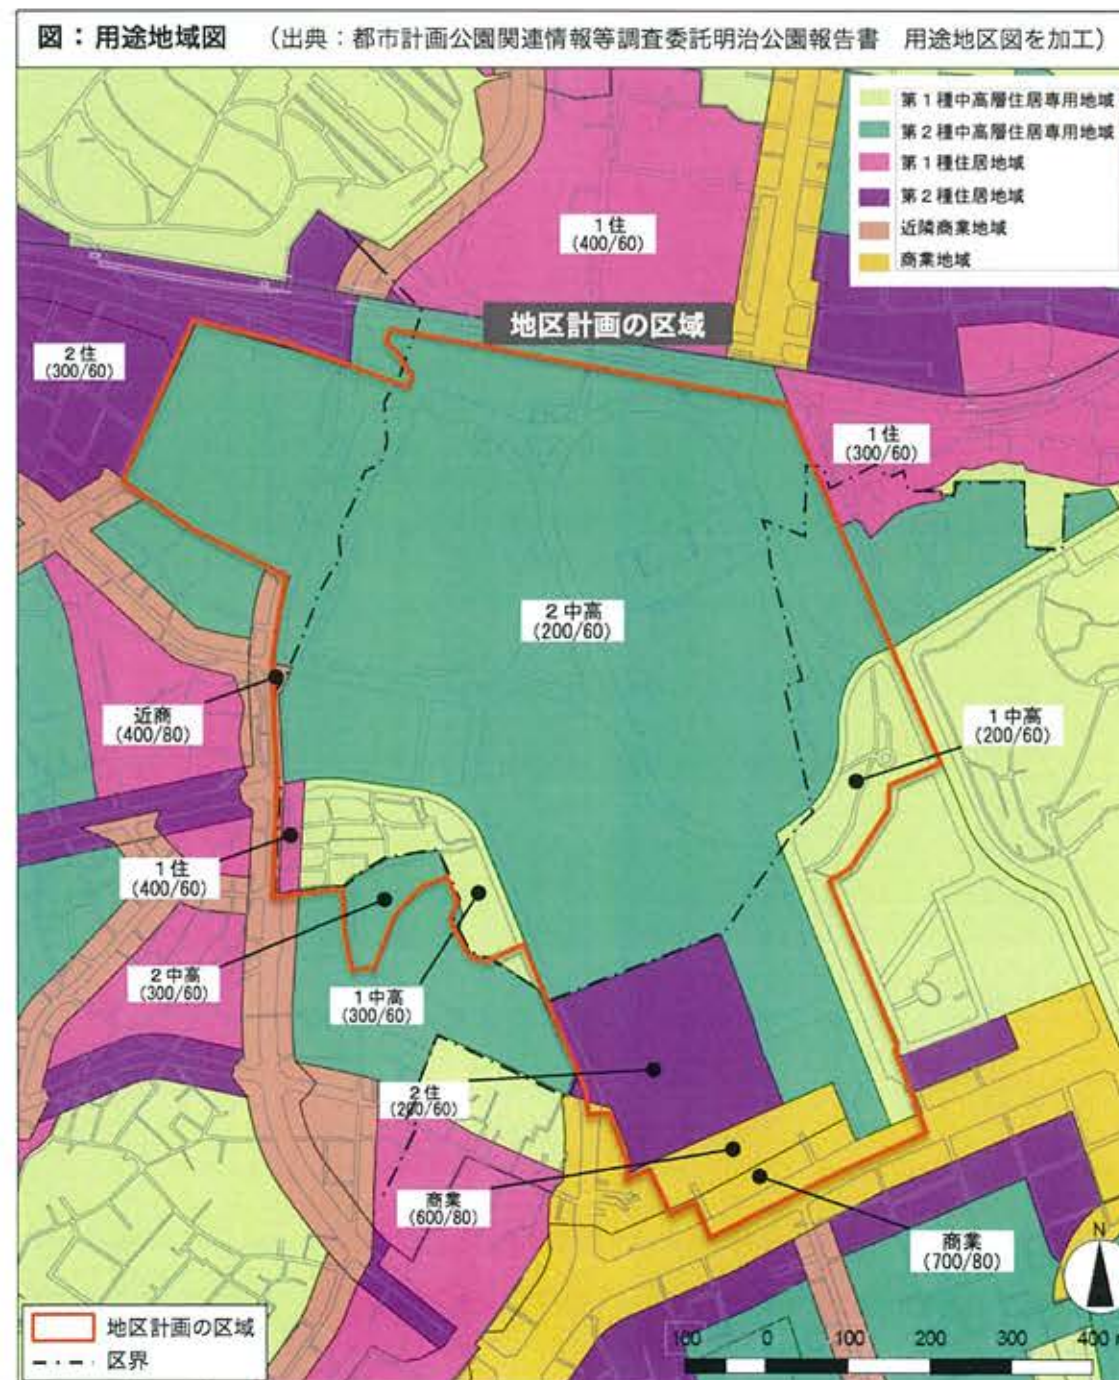 図：用途地域図　（出典：都市計画公園関連情報等調査委託明治公園報告書　用途地区図を加工）
第１種中高層住居専用地域
第２種中高層住居専用地域
第１種住居地域
第２種住居地域
近隣商業地域
商業地域
１住
(400/60)
地区計画の区域
２住
(300/60)
１住
(300/60)
２中高
(200/60)
近商
(400/80)
１中高
(200/60)
１住
(400/60)
２中高
(300/60)
１中高
(300/60)
２住
(200/60)
商業
(600/80)
商業
(700/80)
N
地区計画の区域
区界
100 0 100 200 300 400 m